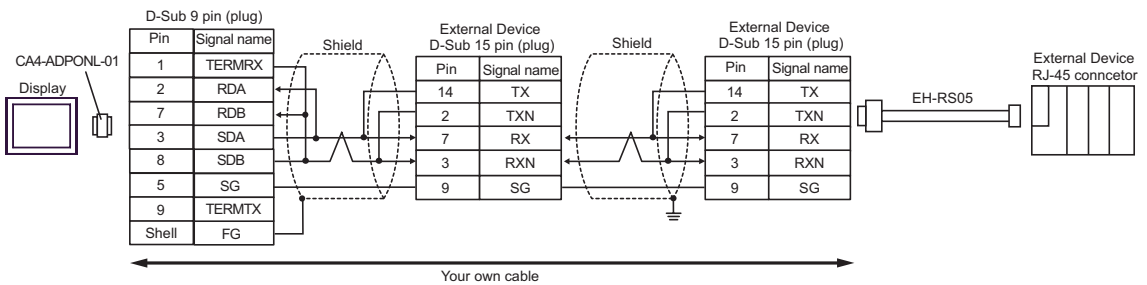 D-Sub 9 pin (plug)
Pin Signal name
1 TERMRX
2 RDA
7 RDB
3 SDA
8 SDB
5 SG
9 TERMTX
Shell FG
CA4-ADPONL-01
Display
Shield
External Device
D-Sub 15 pin (plug)
Pin Signal name
14 TX
2 TXN
7 RX
3 RXN
9 SG
Shield
External Device
D-Sub 15 pin (plug)
Pin Signal name
14 TX
2 TXN
7 RX
3 RXN
9 SG
EH-RS05
External Device
RJ-45 conncetor
Your own cable